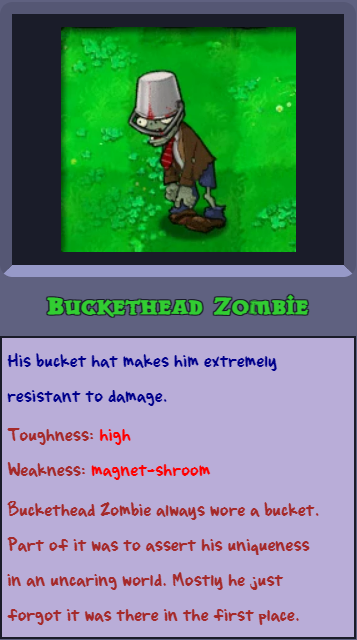 Buckethead Zombie
His bucket hat makes him extremely
resistant to damage.
Toughness: high
Weakness: magnet-shroom
Buckethead Zombie always wore a bucket.
Part of it was to assert his uniqueness
in an uncaring world. Mostly he just
forgot it was there in the first place.